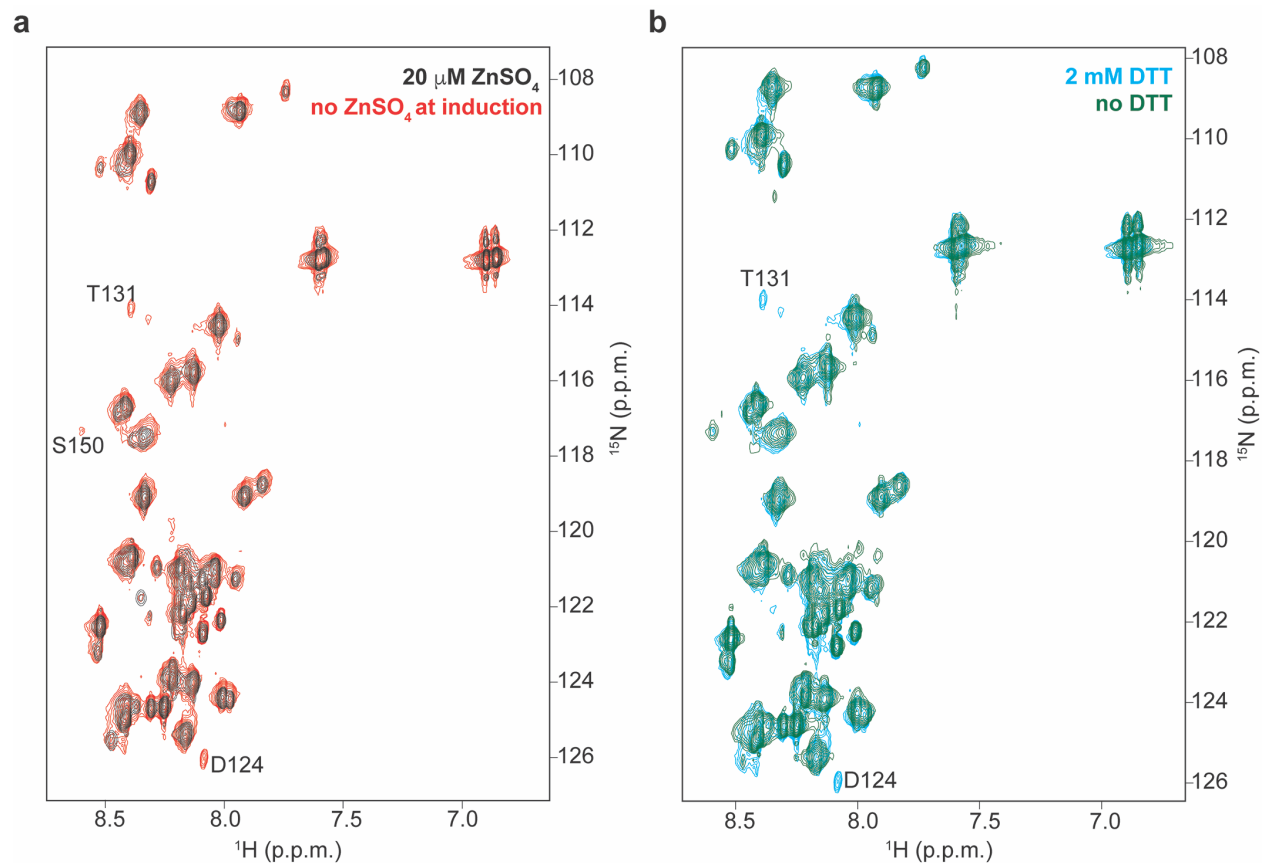 a
20 μM ZnSO4
no ZnSO4 at induction
T131
S150
D124
108
110
112
114
116
118
120
122
124
126
15N (p.p.m.)
8.5
8.0
7.5
7.0
1H (p.p.m.)
b
2 mM DTT
no DTT
T131
D124
108
110
112
114
116
118
120
122
124
126
15N (p.p.m.)
8.5
8.0
7.5
7.0
1H (p.p.m.)